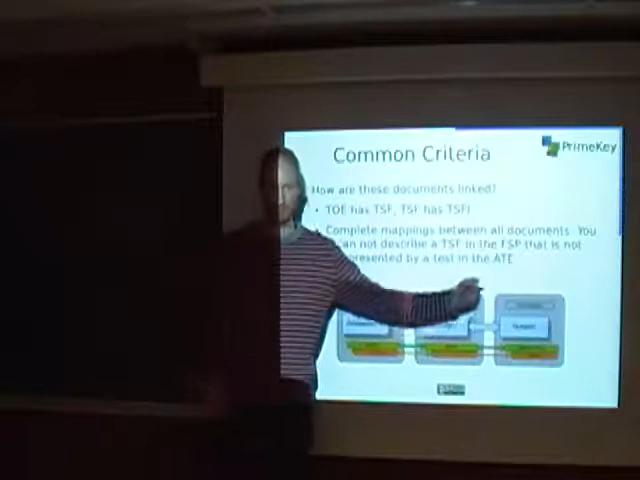 PrimeKey
Common Criteria
How are these documents linked?
• TOE has TSF, TSF has TSFI
Complete mappings between all documents. You
can not describe a TSF in the FSP that is not
presented by a test in the ATE